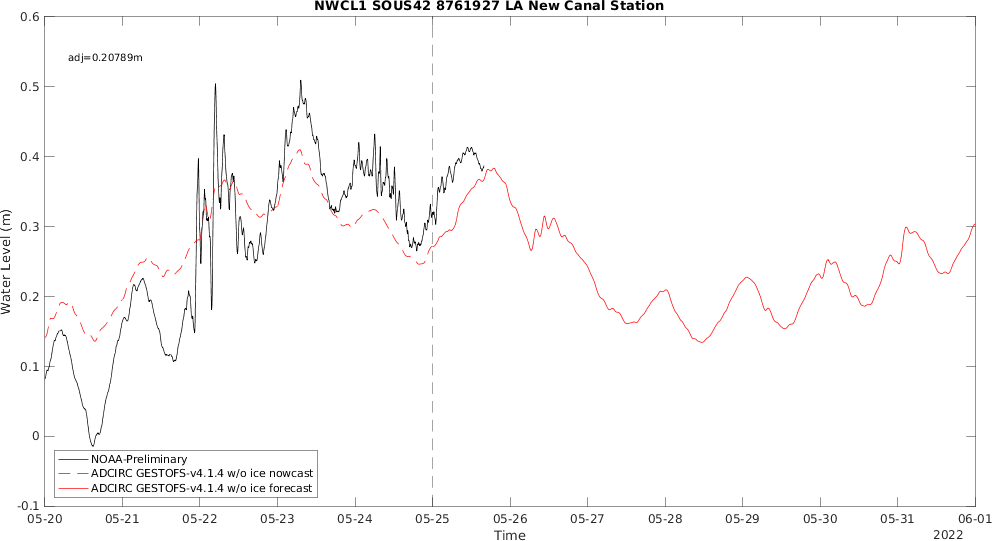 NWCL1 SOUS42 8761927 LA New Canal Station
0.6
0.5
0.4
0.3
0.2
0.1
0
-0.1
Water Level (m)
adj=0.20789m
NOAA-Preliminary
ADCIRC GESTOFS-v4.1.4 w/o ice nowcast
ADCIRC GESTOFS-v4.1.4 w/o ice forecast
05-20 05-21 05-22 05-23 05-24 05-25 05-26 05-27 05-28 05-29 05-30 05-31 06-01
Time
2022